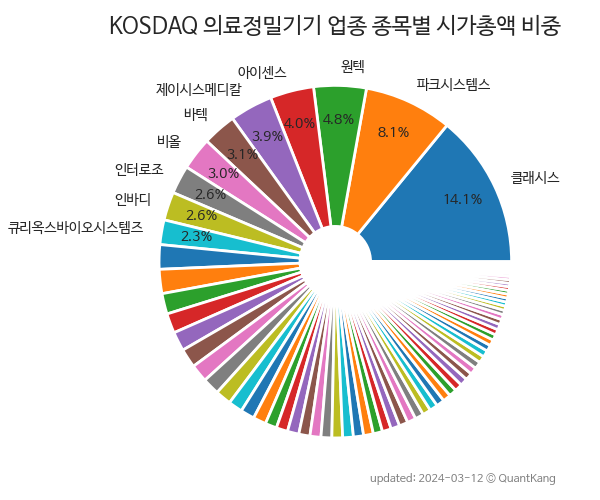 KOSDAQ 의료정밀기기 업종 종목별 시가총액 비중
클래시스
14.1%
파크시스템스
8.1%
원텍
4.8%
아이센스
4.0%
제이시스메디칼
3.9%
바텍
3.1%
비올
3.0%
인터로조
2.6%
인바디
2.6%
큐리옥스바이오시스템즈
2.3%
updated: 2024-03-12 © QuantKang